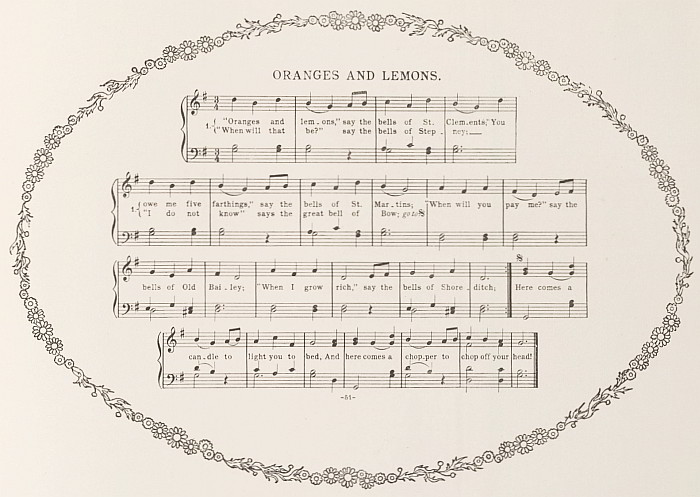 ORANGES AND LEMONS.
1. { "Oranges and lem-ons," say the bells of St. Clem-ents, "You
{ "When will that be?" say the bells of Step - ney;
1. { owe me five farthings," say the bells of St. Mar-tins; "When will you pay me?" say the
{ "I do not know" says the great bell of Bow; go to 𝄋
bells of Old Bai-ley; "When I grow rich," say the bells of Shore-ditch; Here comes a
can-dle to light you to bed, And here comes a chop-per to chop off your head!
-51-